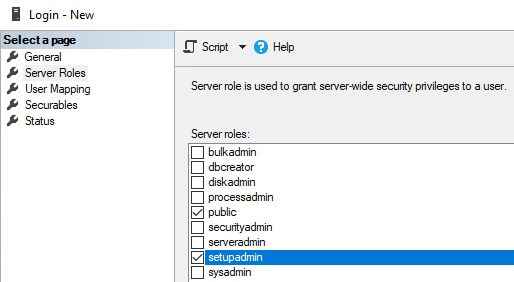 Login - New
Select a page
General
Server Roles
User Mapping
Securables
Status
Script
Help
Server role is used to grant server-wide security privileges to a user.
Server roles:
bulkadmin
dbcreator
diskadmin
processadmin
public
securityadmin
serveradmin
setupadmin
sysadmin